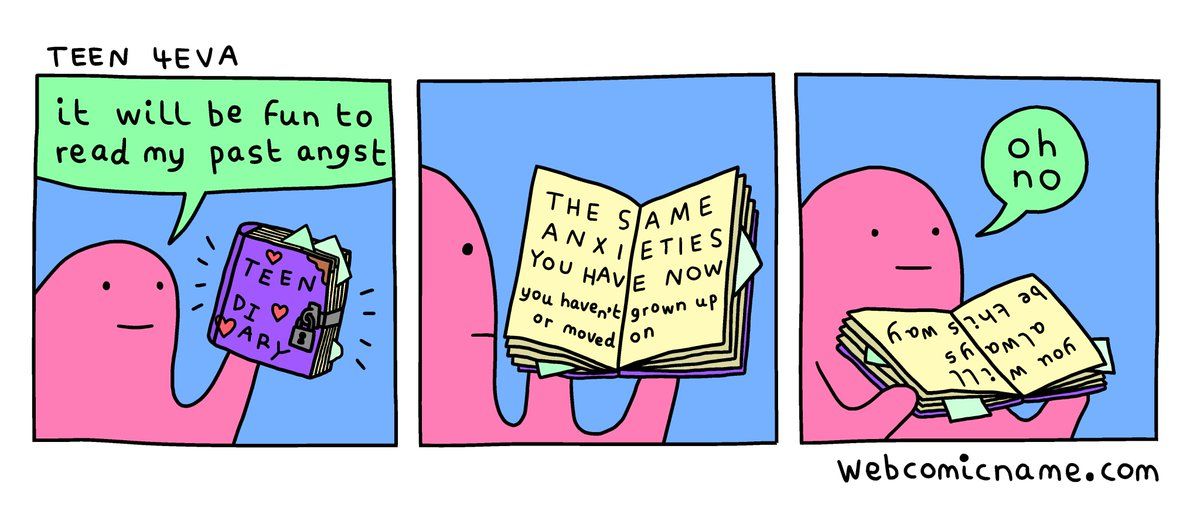 TEEN 4EVA
it will be fun to
read my past angst
TEEN
DI
ARY
THE SAME
ANXIETIES
YOU HAVE NOW
you haven't grown up
or moved on
oh
no
you will
always
be this way
webcomicname.com